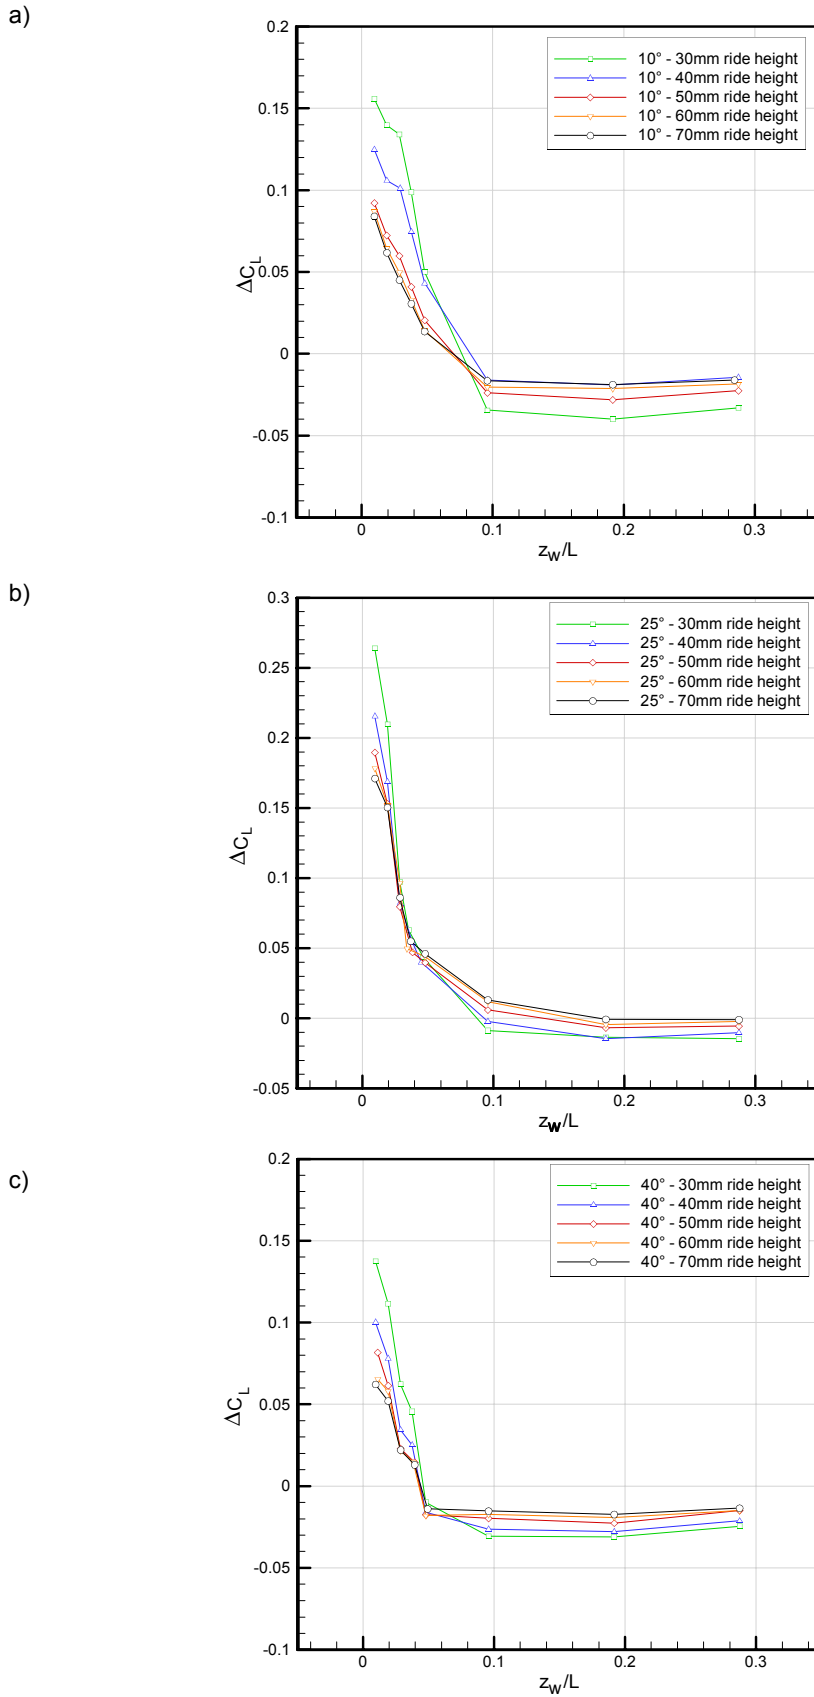 a)
0.2
0.15
0.1
0.05
0
-0.05
-0.1
ΔC_L
10° - 30mm ride height
10° - 40mm ride height
10° - 50mm ride height
10° - 60mm ride height
10° - 70mm ride height
0 0.1 0.2 0.3
z_W/L
b)
0.3
0.25
0.2
0.15
0.1
0.05
0
-0.05
ΔC_L
25° - 30mm ride height
25° - 40mm ride height
25° - 50mm ride height
25° - 60mm ride height
25° - 70mm ride height
0 0.1 0.2 0.3
z_W/L
c)
0.2
0.15
0.1
0.05
0
-0.05
-0.1
ΔC_L
40° - 30mm ride height
40° - 40mm ride height
40° - 50mm ride height
40° - 60mm ride height
40° - 70mm ride height
0 0.1 0.2 0.3
z_W/L